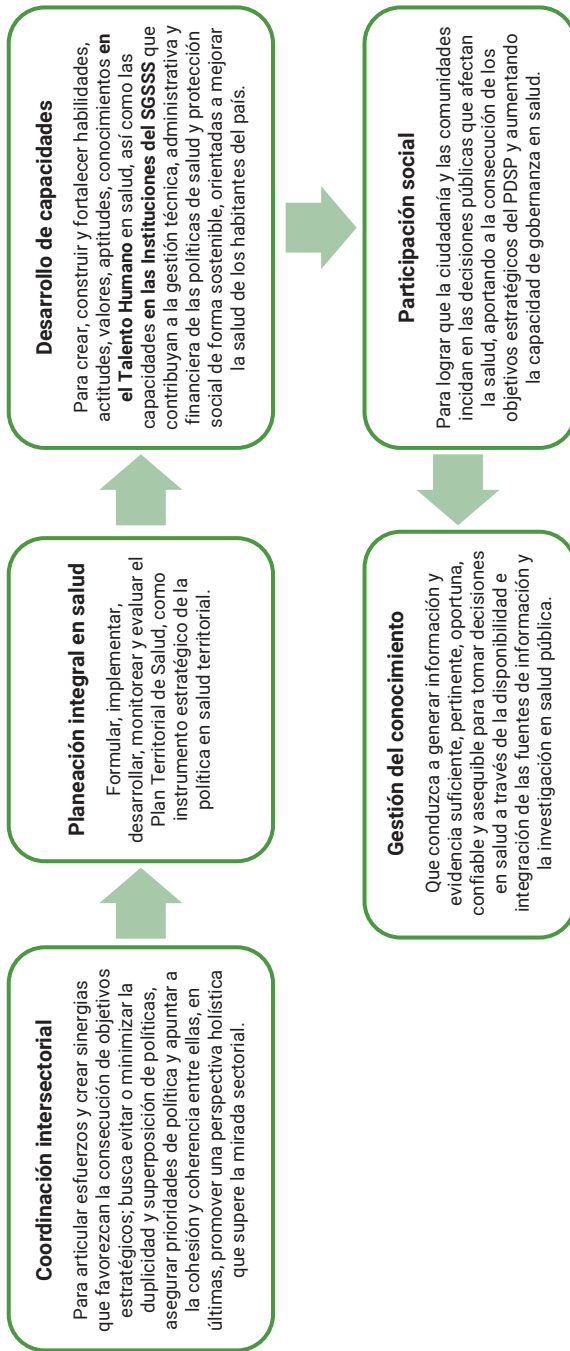 Coordinación intersectorial
Para articular esfuerzos y crear sinergias
que favorezcan la consecución de objetivos
estratégicos; busca evitar o minimizar la
duplicidad y superposición de políticas,
asegurar prioridades de política y apuntar a
la cohesión y coherencia entre ellas, en
últimas, promover una perspectiva holística
que supere la mirada sectorial.
Planeación integral en salud
Formular, implementar,
desarrollar, monitorear y evaluar el
Plan Territorial de Salud, como
instrumento estratégico de la
política en salud territorial.
Desarrollo de capacidades
Para crear, construir y fortalecer habilidades,
actitudes, valores, aptitudes, conocimientos en
el Talento Humano en salud, así como las
capacidades en las Instituciones del SGSSS que
contribuyan a la gestión técnica, administrativa y
financiera de las políticas de salud y protección
social de forma sostenible, orientadas a mejorar
la salud de los habitantes del país.
Participación social
Para lograr que la ciudadanía y las comunidades
incidan en las decisiones públicas que afectan
la salud, aportando a la consecución de los
objetivos estratégicos del PDSP y aumentando
la capacidad de gobernanza en salud.
Gestión del conocimiento
Que conduzca a generar información y
evidencia suficiente, pertinente, oportuna,
confiable y asequible para tomar decisiones
en salud a través de la disponibilidad e
integración de las fuentes de información y
la investigación en salud pública.